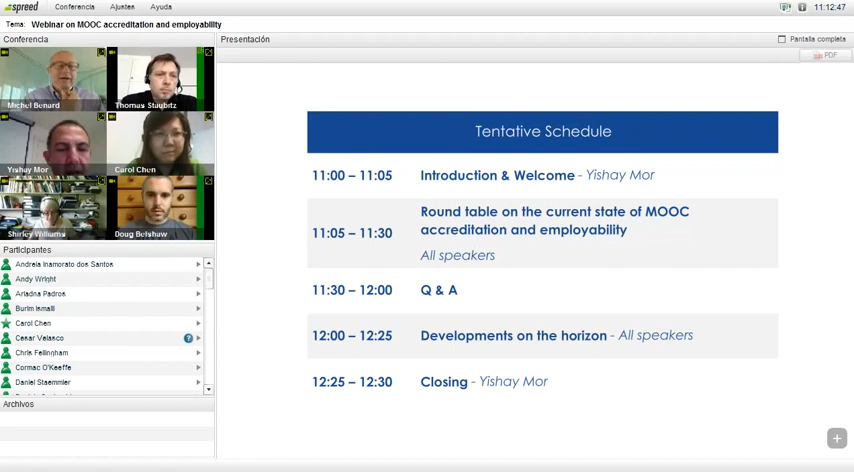 spreed Conferencia Ajustes Ayuda 11:12:47
Tema: Webinar on MOOC accreditation and employability
Conferencia
Michel Benard
Thomas Staubitz
Yishay Mor
Carol Chen
Shirley Williams
Doug Belshaw
Participantes
Andreia Inamorato dos Santos
Andy Wright
Ariadna Padros
Burim Ismaili
Carol Chen
Cesar Velasco
Chris Fellingham
Cormac O'Keeffe
Daniel Staemmler
Archivos
Presentación
Pantalla completa
PDF
Tentative Schedule
11:00 – 11:05 Introduction & Welcome - Yishay Mor
11:05 – 11:30
Round table on the current state of MOOC
accreditation and employability
All speakers
11:30 – 12:00 Q & A
12:00 – 12:25 Developments on the horizon - All speakers
12:25 – 12:30 Closing - Yishay Mor